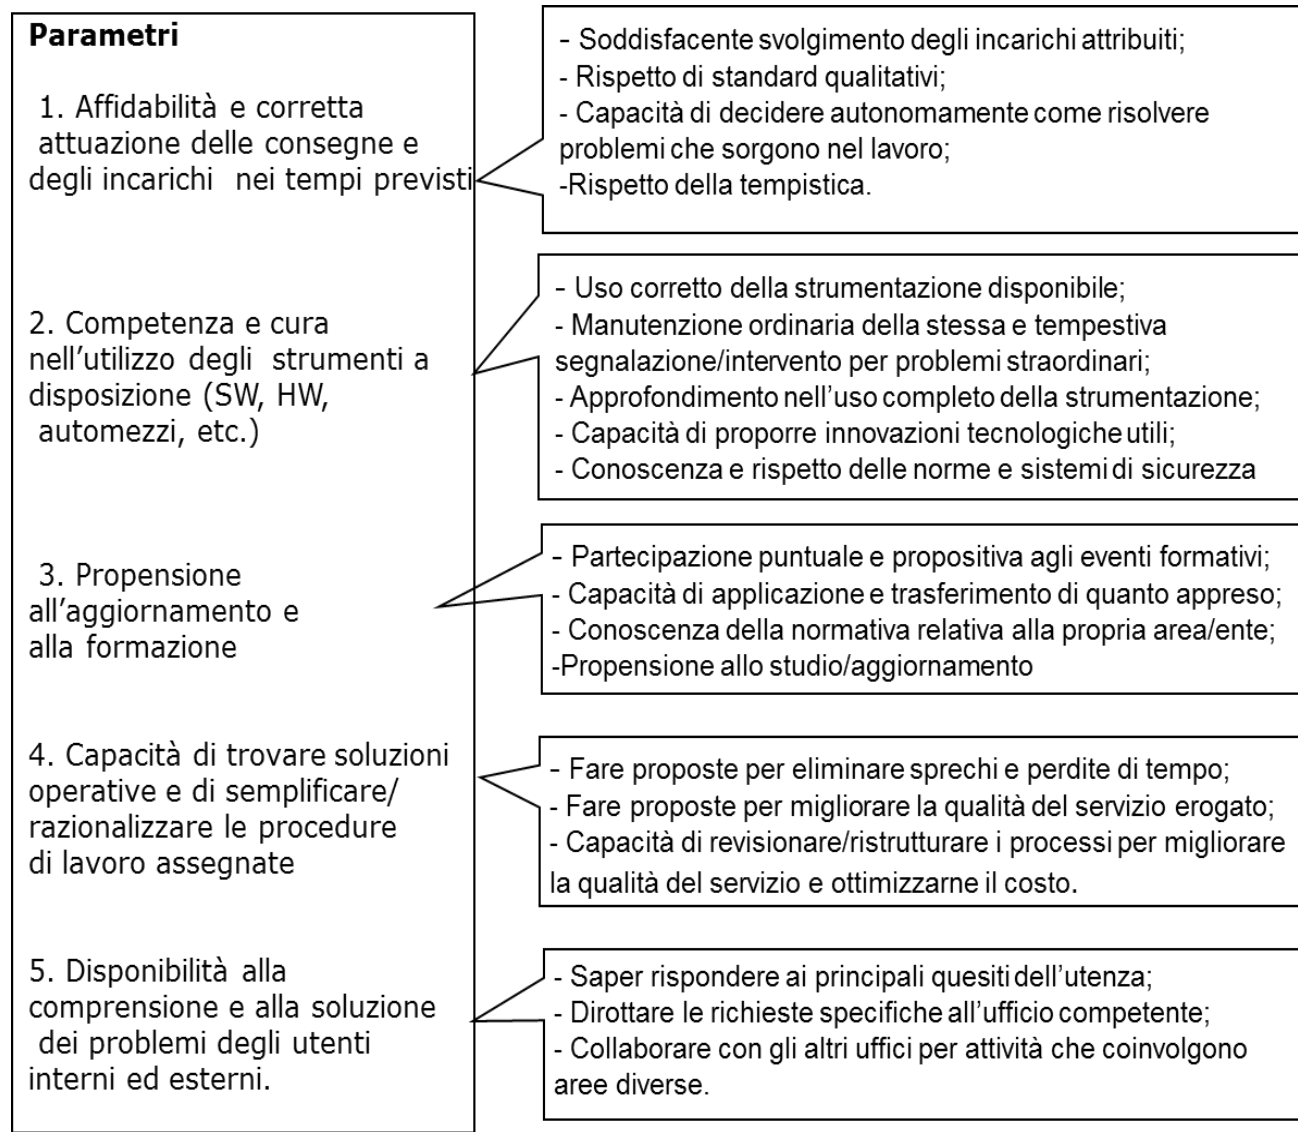 Parametri
1. Affidabilità e corretta
attuazione delle consegne e
degli incarichi nei tempi previsti
- Soddisfacente svolgimento degli incarichi attribuiti;
- Rispetto di standard qualitativi;
- Capacità di decidere autonomamente come risolvere
problemi che sorgono nel lavoro;
-Rispetto della tempistica.
2. Competenza e cura
nell'utilizzo degli strumenti a
disposizione (SW, HW,
automezzi, etc.)
- Uso corretto della strumentazione disponibile;
- Manutenzione ordinaria della stessa e tempestiva
segnalazione/intervento per problemi straordinari;
- Approfondimento nell'uso completo della strumentazione;
- Capacità di proporre innovazioni tecnologiche utili;
- Conoscenza e rispetto delle norme e sistemi di sicurezza
3. Propensione
all'aggiornamento e
alla formazione
- Partecipazione puntuale e propositiva agli eventi formativi;
- Capacità di applicazione e trasferimento di quanto appreso;
- Conoscenza della normativa relativa alla propria area/ente;
-Propensione allo studio/aggiornamento
4. Capacità di trovare soluzioni
operative e di semplificare/
razionalizzare le procedure
di lavoro assegnate
- Fare proposte per eliminare sprechi e perdite di tempo;
- Fare proposte per migliorare la qualità del servizio erogato;
- Capacità di revisionare/ristrutturare i processi per migliorare
la qualità del servizio e ottimizzarne il costo.
5. Disponibilità alla
comprensione e alla soluzione
dei problemi degli utenti
interni ed esterni.
- Saper rispondere ai principali quesiti dell'utenza;
- Dirottare le richieste specifiche all'ufficio competente;
- Collaborare con gli altri uffici per attività che coinvolgono
aree diverse.